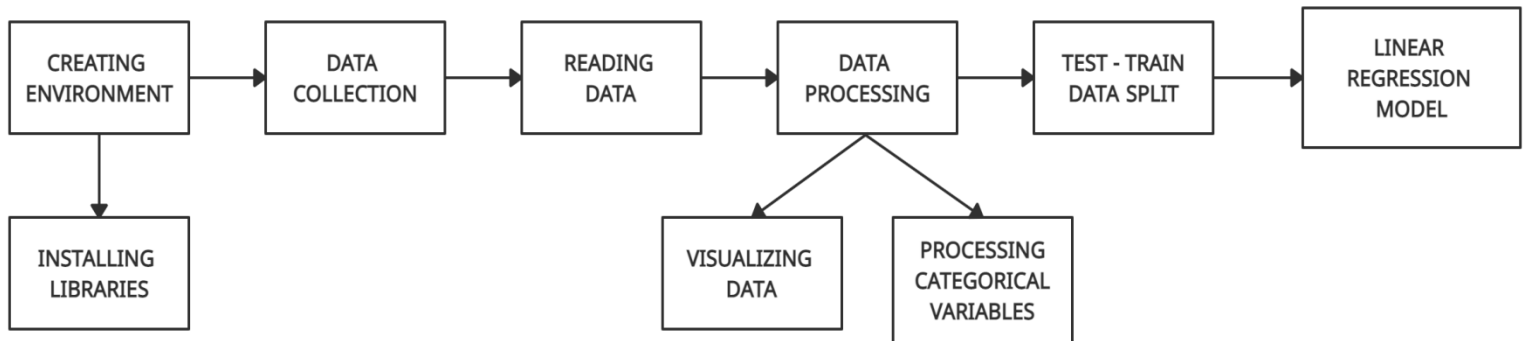 CREATING
ENVIRONMENT
DATA
COLLECTION
READING
DATA
DATA
PROCESSING
TEST - TRAIN
DATA SPLIT
LINEAR
REGRESSION
MODEL
INSTALLING
LIBRARIES
VISUALIZING
DATA
PROCESSING
CATEGORICAL
VARIABLES